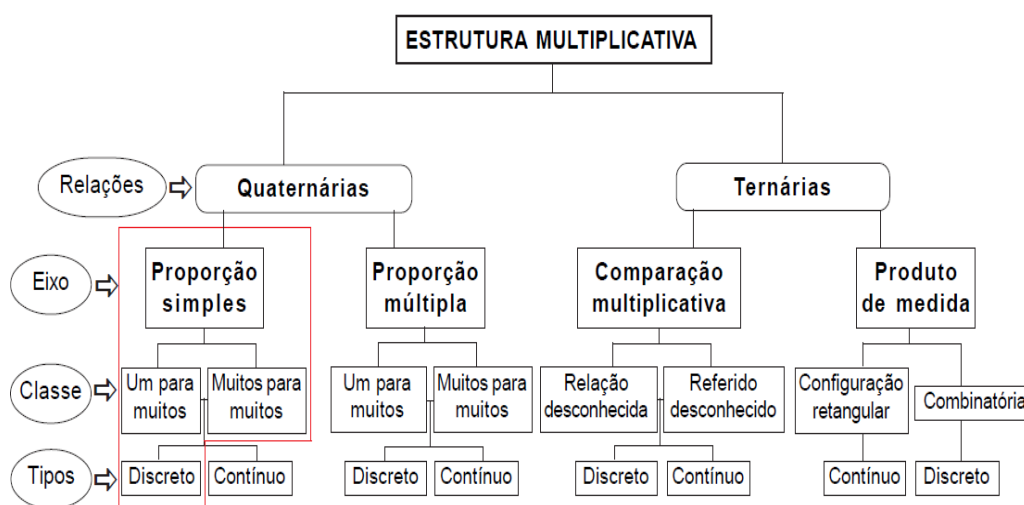 ESTRUTURA MULTIPLICATIVA
Relações
Quaternárias
Ternárias
Eixo
Proporção
simples
Proporção
múltipla
Comparação
multiplicativa
Produto
de medida
Classe
Um para
muitos
Muitos para
muitos
Um para
muitos
Muitos para
muitos
Relação
desconhecida
Referido
desconhecido
Configuração
retangular
Combinatória
Tipos
Discreto
Contínuo
Discreto
Contínuo
Discreto
Contínuo
Contínuo
Discreto